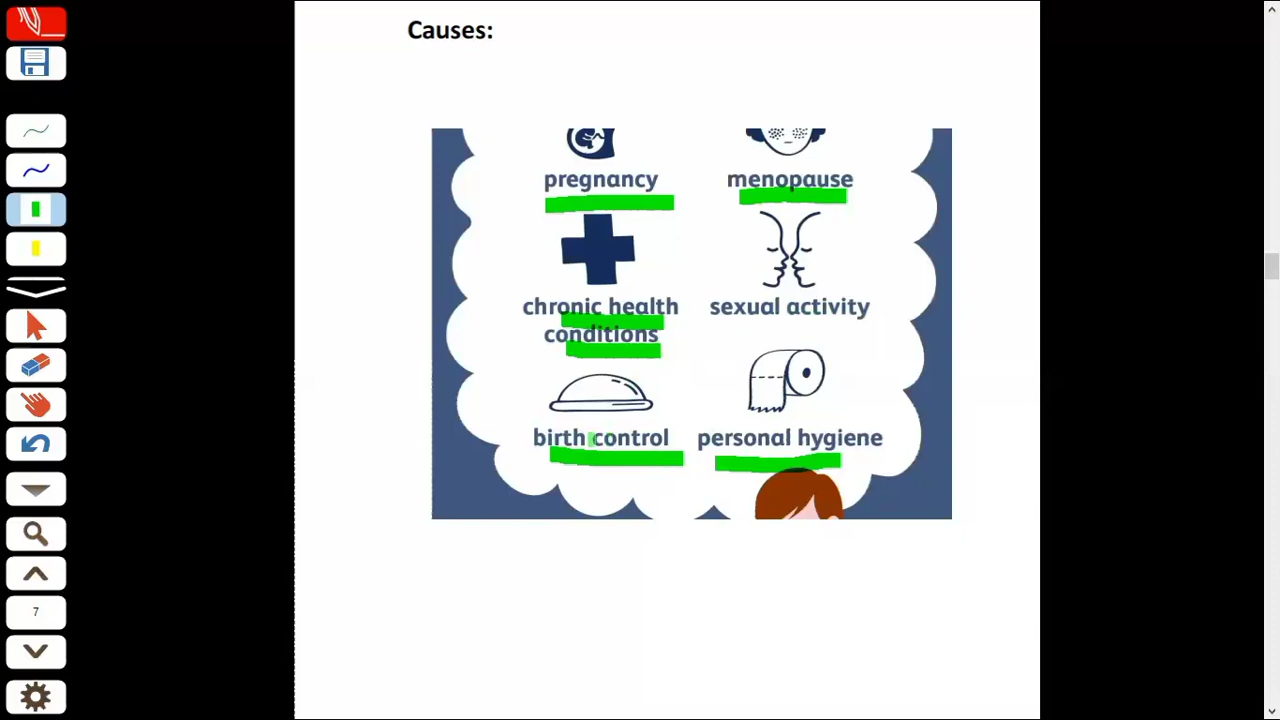 Causes:
pregnancy
menopause
chronic health
conditions
sexual activity
birth control
personal hygiene
7